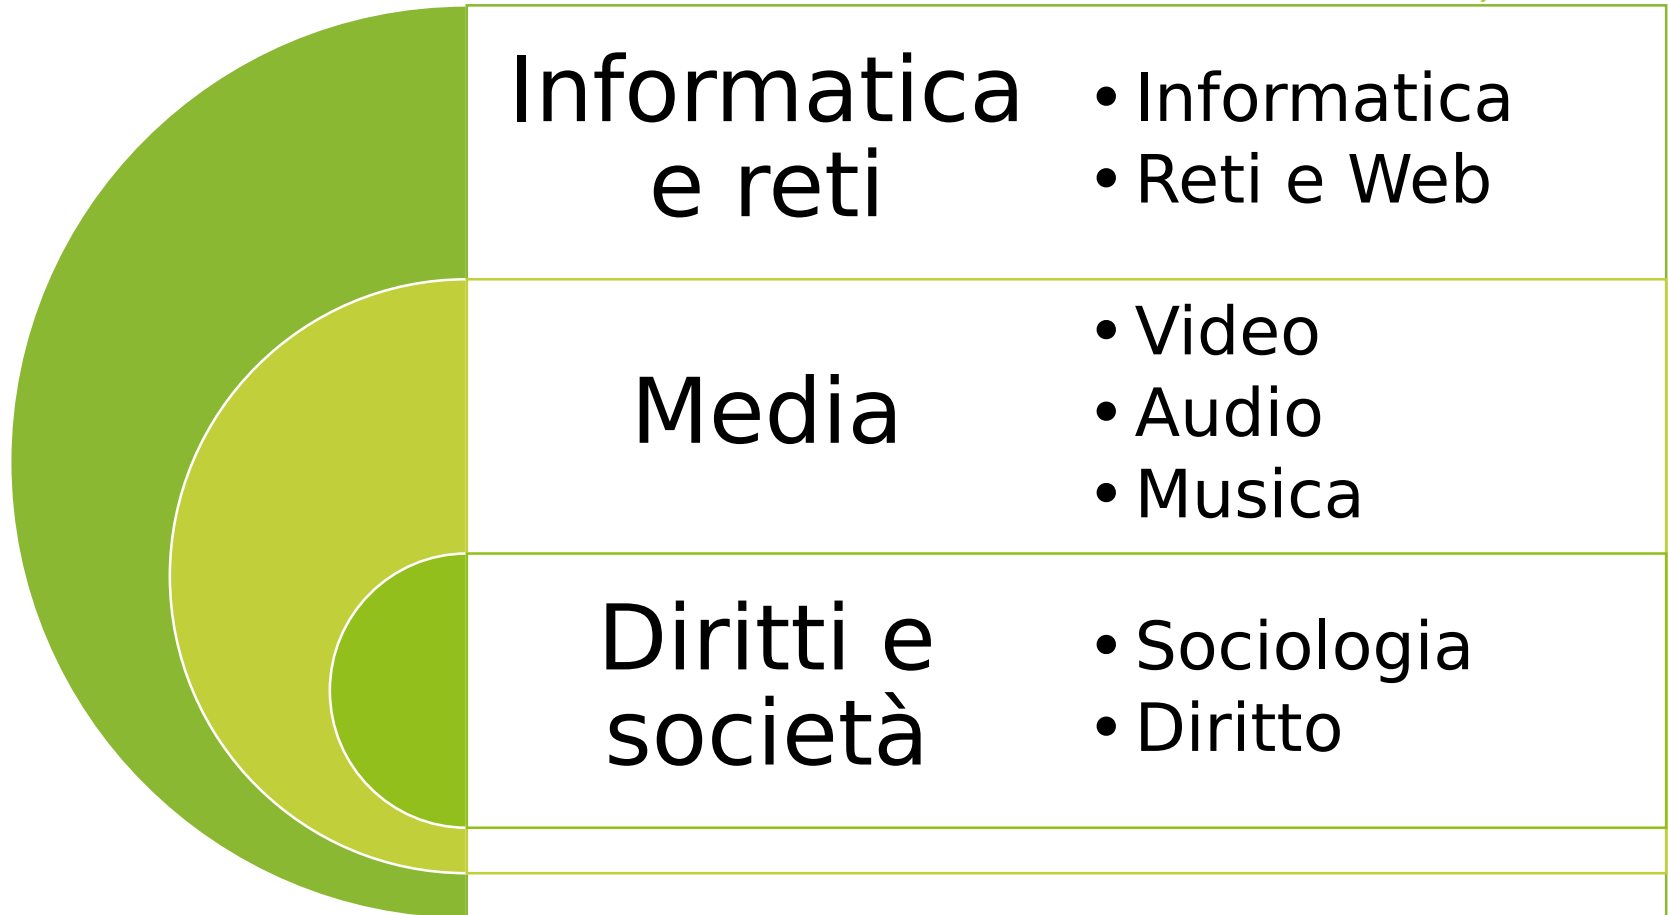 Informatica
e reti
• Informatica
• Reti e Web
Media
• Video
• Audio
• Musica
Diritti e
società
• Sociologia
• Diritto